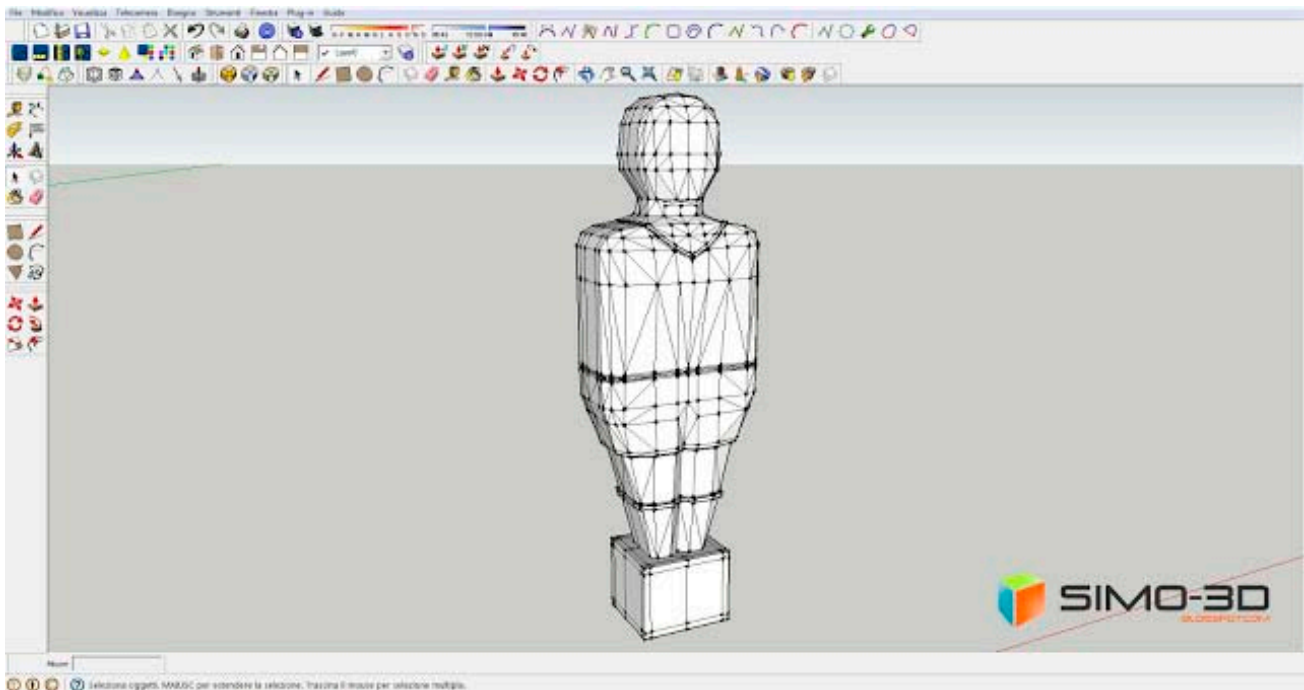 File Modifica Visualizza Telecamera Disegno Strumenti Finestra Plug-in Guida
SIMO-3D
BLOGSPOT.COM
Misure
Seleziona oggetti. MAIUSC per estendere la selezione. Trascina il mouse per selezione multipla.